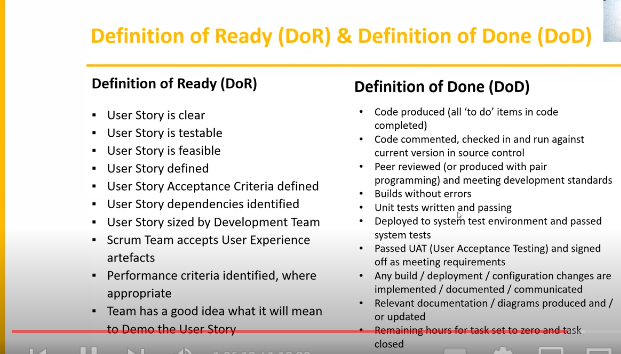 Definition of Ready (DoR) & Definition of Done (DoD)
Definition of Ready (DoR)
▪ User Story is clear
▪ User Story is testable
▪ User Story is feasible
▪ User Story defined
▪ User Story Acceptance Criteria defined
▪ User Story dependencies identified
▪ User Story sized by Development Team
▪ Scrum Team accepts User Experience
artefacts
▪ Performance criteria identified, where
appropriate
▪ Team has a good idea what it will mean
to Demo the User Story
Definition of Done (DoD)
• Code produced (all ‘to do’ items in code
completed)
• Code commented, checked in and run against
current version in source control
• Peer reviewed (or produced with pair
programming) and meeting development standards
• Builds without errors
• Unit tests written and passing
• Deployed to system test environment and passed
system tests
• Passed UAT (User Acceptance Testing) and signed
off as meeting requirements
• Any build / deployment / configuration changes are
implemented / documented / communicated
• Relevant documentation / diagrams produced and /
or updated
• Remaining hours for task set to zero and task
closed